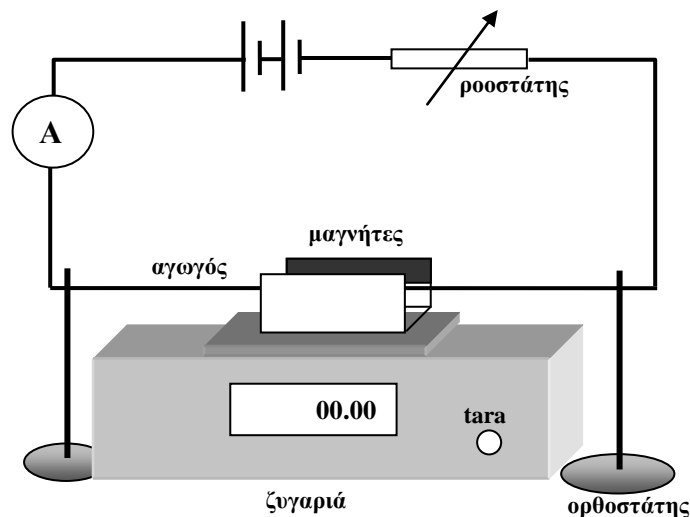 ροοστάτης
A
μαγνήτες
αγωγός
00.00
tara
ζυγαριά
ορθοστάτης